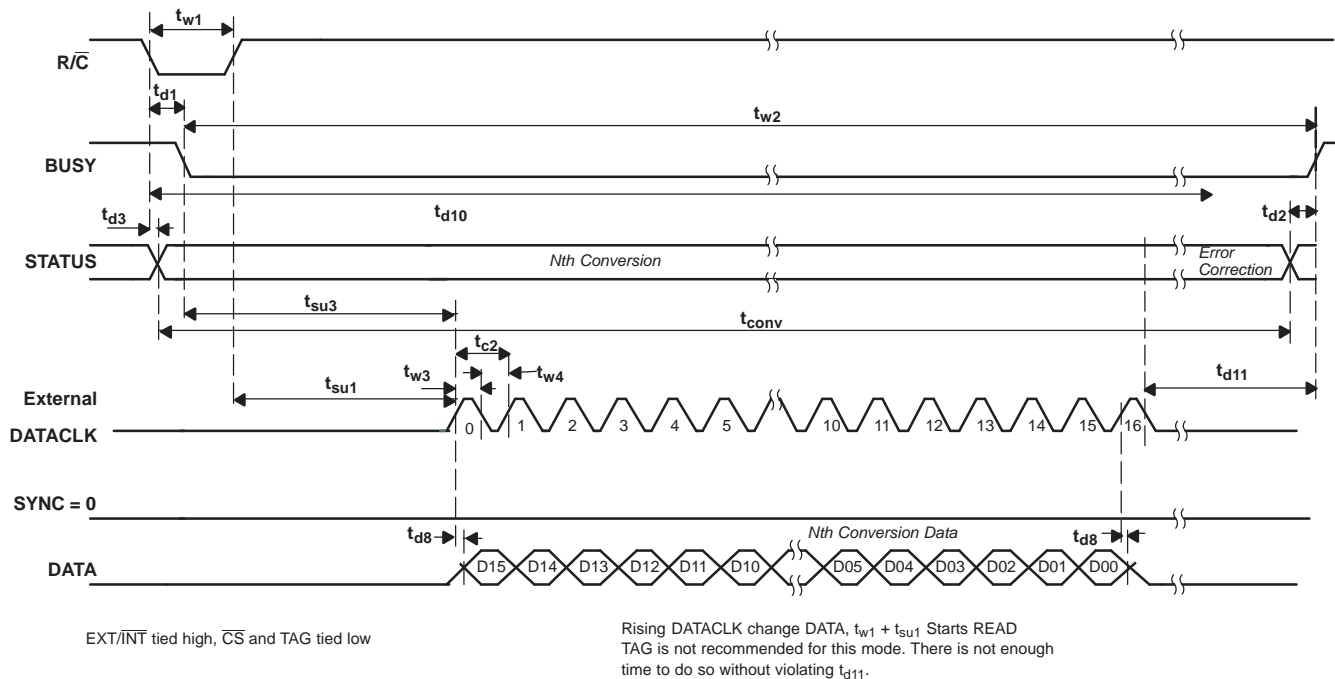 tw1
R/C̅
td1
tw2
BUSY
td3
td10
td2
STATUS
Nth Conversion
Error
Correction
tsu3
tconv
tc2
tw3
tw4
tsu1
td11
External
DATACLK
0 1 2 3 4 5 10 11 12 13 14 15 16
SYNC = 0
td8
Nth Conversion Data
td8
DATA
D15 D14 D13 D12 D11 D10 D05 D04 D03 D02 D01 D00
EXT/I̅N̅T̅ tied high, C̅S̅ and TAG tied low
Rising DATACLK change DATA, tw1 + tsu1 Starts READ
TAG is not recommended for this mode. There is not enough
time to do so without violating td11.